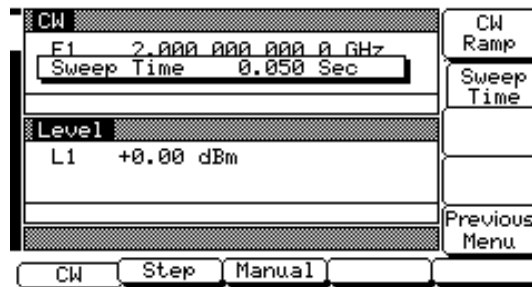 CW
F1 2.000 000 000 0 GHz
Sweep Time 0.050 Sec
Level
L1 +0.00 dBm
CW
Ramp
Sweep
Time
Previous
Menu
CW Step Manual